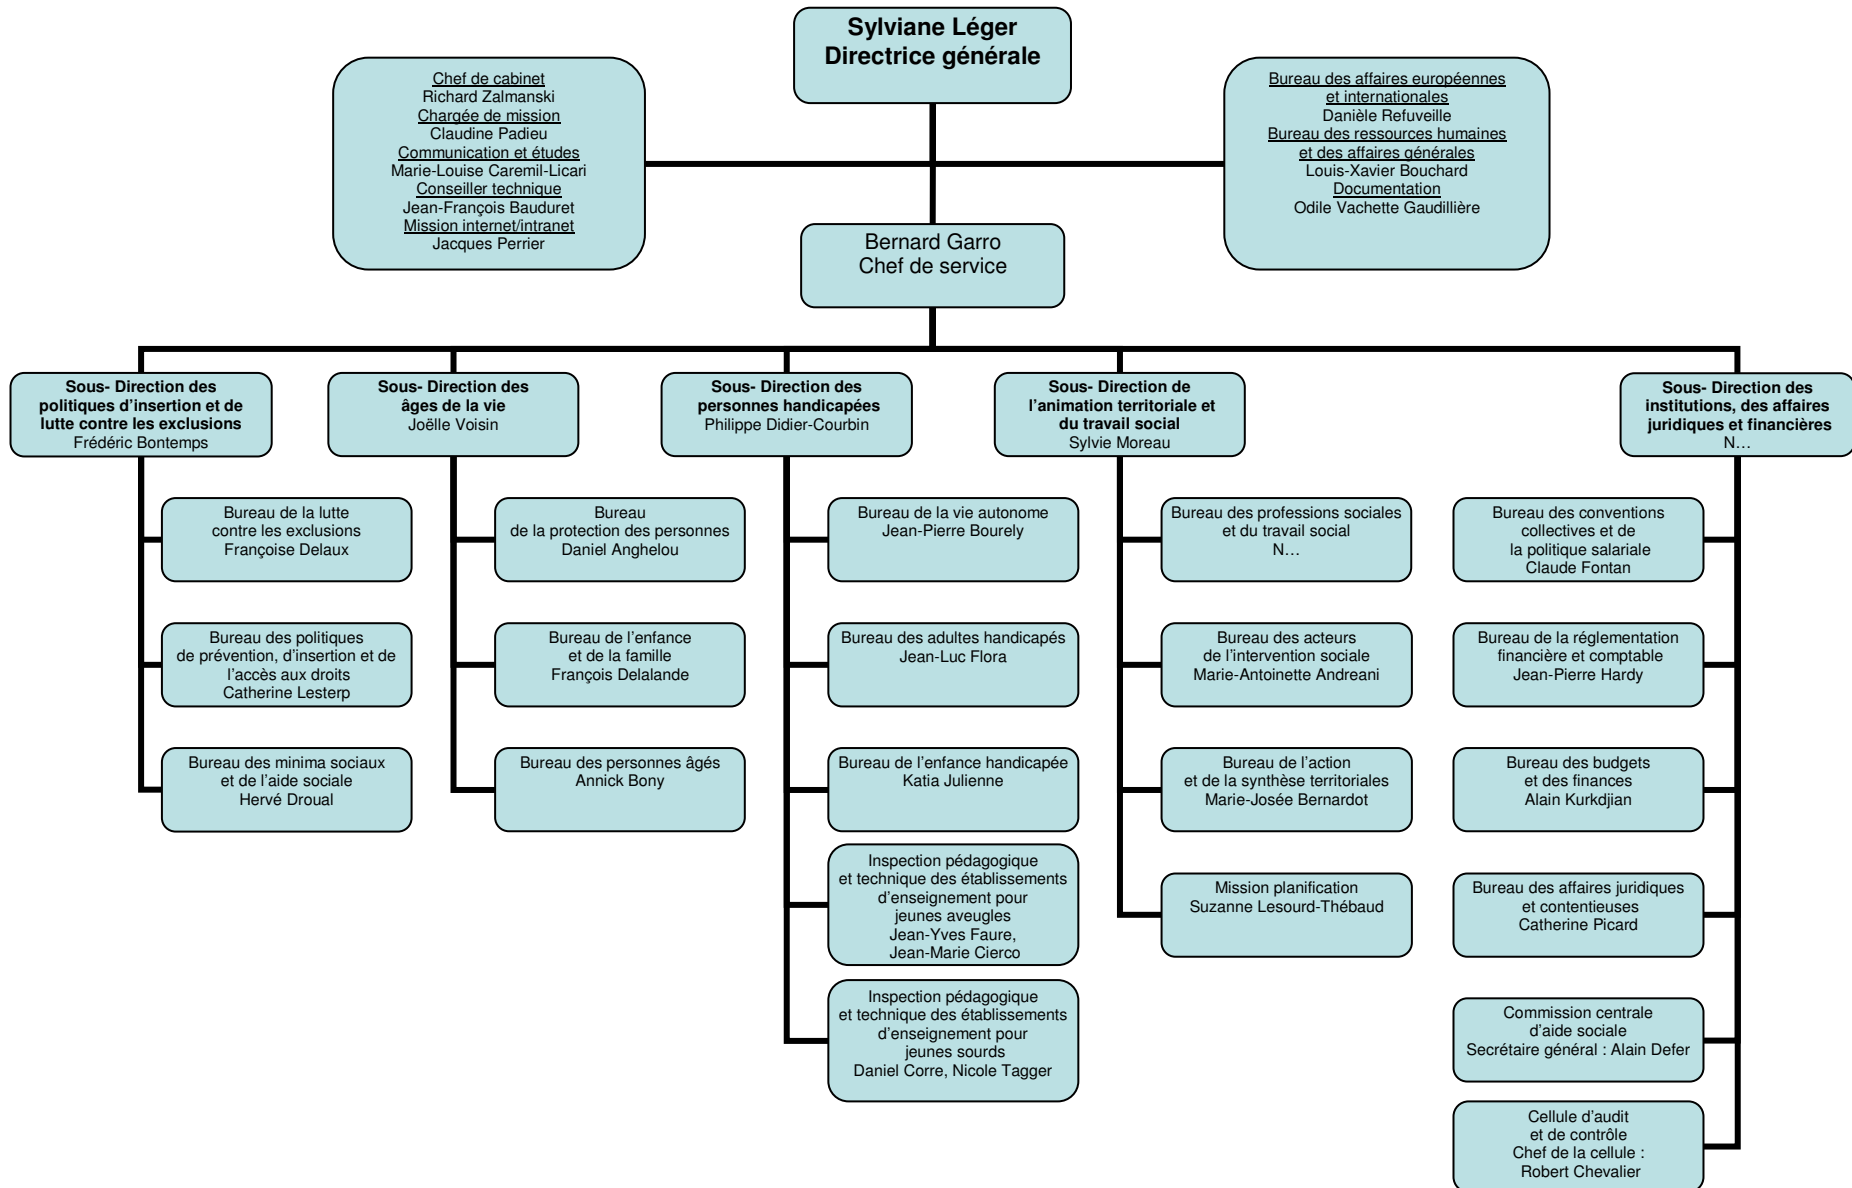 Sylviane Léger
Directrice générale
Chef de cabinet
Richard Zalmanski
Chargée de mission
Claudine Padieu
Communication et études
Marie-Louise Caremil-Licari
Conseiller technique
Jean-François Bauduret
Mission internet/intranet
Jacques Perrier
Bureau des affaires européennes
et internationales
Danièle Refuveille
Bureau des ressources humaines
et des affaires générales
Louis-Xavier Bouchard
Documentation
Odile Vachette Gaudillière
Bernard Garro
Chef de service
Sous- Direction des
politiques d’insertion et de
lutte contre les exclusions
Frédéric Bontemps
Bureau de la lutte
contre les exclusions
Françoise Delaux
Bureau des politiques
de prévention, d’insertion et de
l’accès aux droits
Catherine Lesterp
Bureau des minima sociaux
et de l’aide sociale
Hervé Droual
Sous- Direction des
âges de la vie
Joëlle Voisin
Bureau
de la protection des personnes
Daniel Anghelou
Bureau de l’enfance
et de la famille
François Delalande
Bureau des personnes âgés
Annick Bony
Sous- Direction des
personnes handicapées
Philippe Didier-Courbin
Bureau de la vie autonome
Jean-Pierre Bourely
Bureau des adultes handicapés
Jean-Luc Flora
Bureau de l’enfance handicapée
Katia Julienne
Inspection pédagogique
et technique des établissements
d’enseignement pour
jeunes aveugles
Jean-Yves Faure,
Jean-Marie Cierco
Inspection pédagogique
et technique des établissements
d’enseignement pour
jeunes sourds
Daniel Corre, Nicole Tagger
Sous- Direction de
l’animation territoriale et
du travail social
Sylvie Moreau
Bureau des professions sociales
et du travail social
N…
Bureau des acteurs
de l’intervention sociale
Marie-Antoinette Andreani
Bureau de l’action
et de la synthèse territoriales
Marie-Josée Bernardot
Mission planification
Suzanne Lesourd-Thébaud
Sous- Direction des
institutions, des affaires
juridiques et financières
N…
Bureau des conventions
collectives et de
la politique salariale
Claude Fontan
Bureau de la réglementation
financière et comptable
Jean-Pierre Hardy
Bureau des budgets
et des finances
Alain Kurkdjian
Bureau des affaires juridiques
et contentieuses
Catherine Picard
Commission centrale
d’aide sociale
Secrétaire général : Alain Defer
Cellule d’audit
et de contrôle
Chef de la cellule :
Robert Chevalier